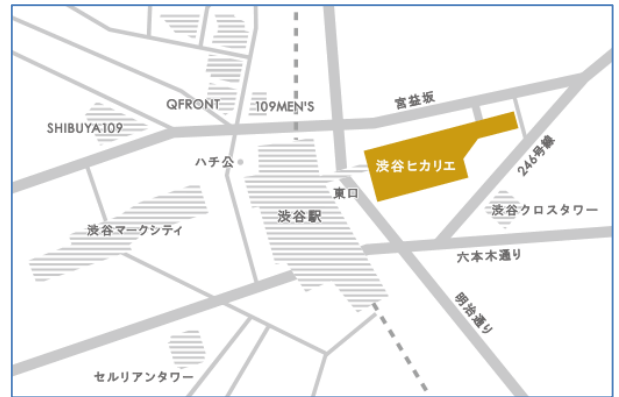 宮益坂
QFRONT
109MEN'S
SHIBUYA109
246号線
ハチ公
渋谷ヒカリエ
東口
渋谷駅
渋谷クロスタワー
渋谷マークシティ
六本木通り
明治通り
セルリアンタワー